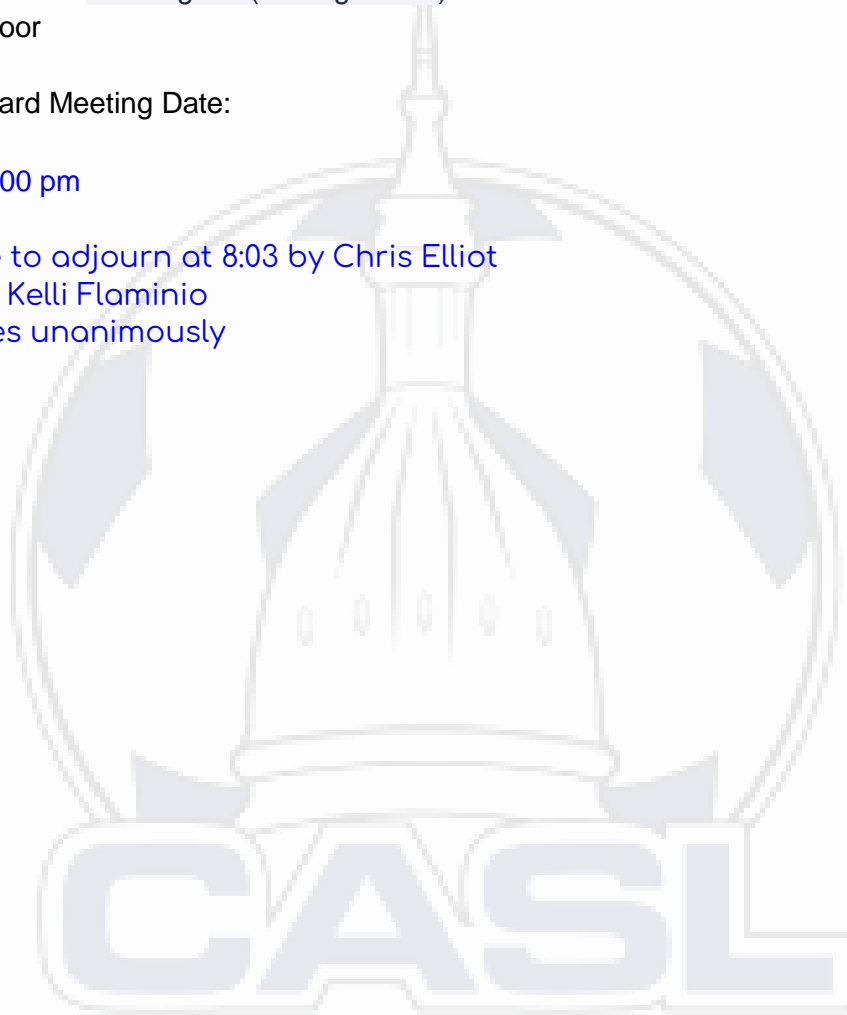 oor
ard Meeting Date:
:00 pm
to adjourn at 8:03 by Chris Elliot
Kelli Flaminio
es unanimously
CASL